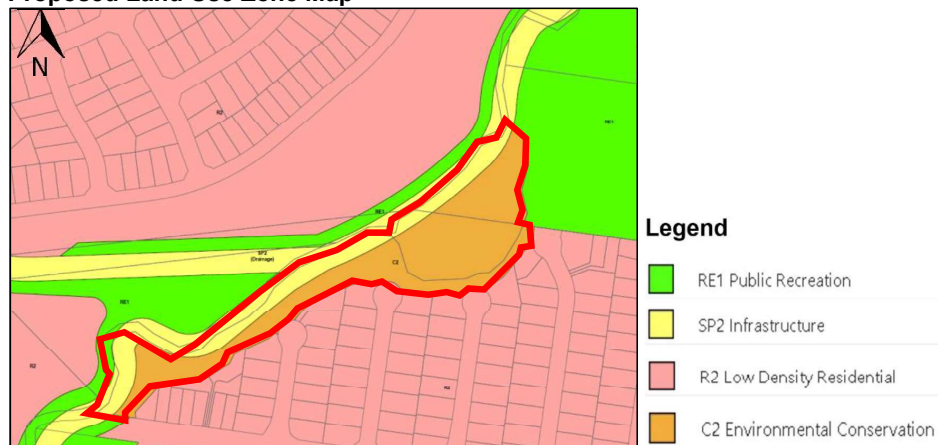 Proposed Land Use Zone Map
N
R2
RE1
RE1
SP2
(Drainage)
C2
RE1
R2
R2
Legend
RE1 Public Recreation
SP2 Infrastructure
R2 Low Density Residential
C2 Environmental Conservation